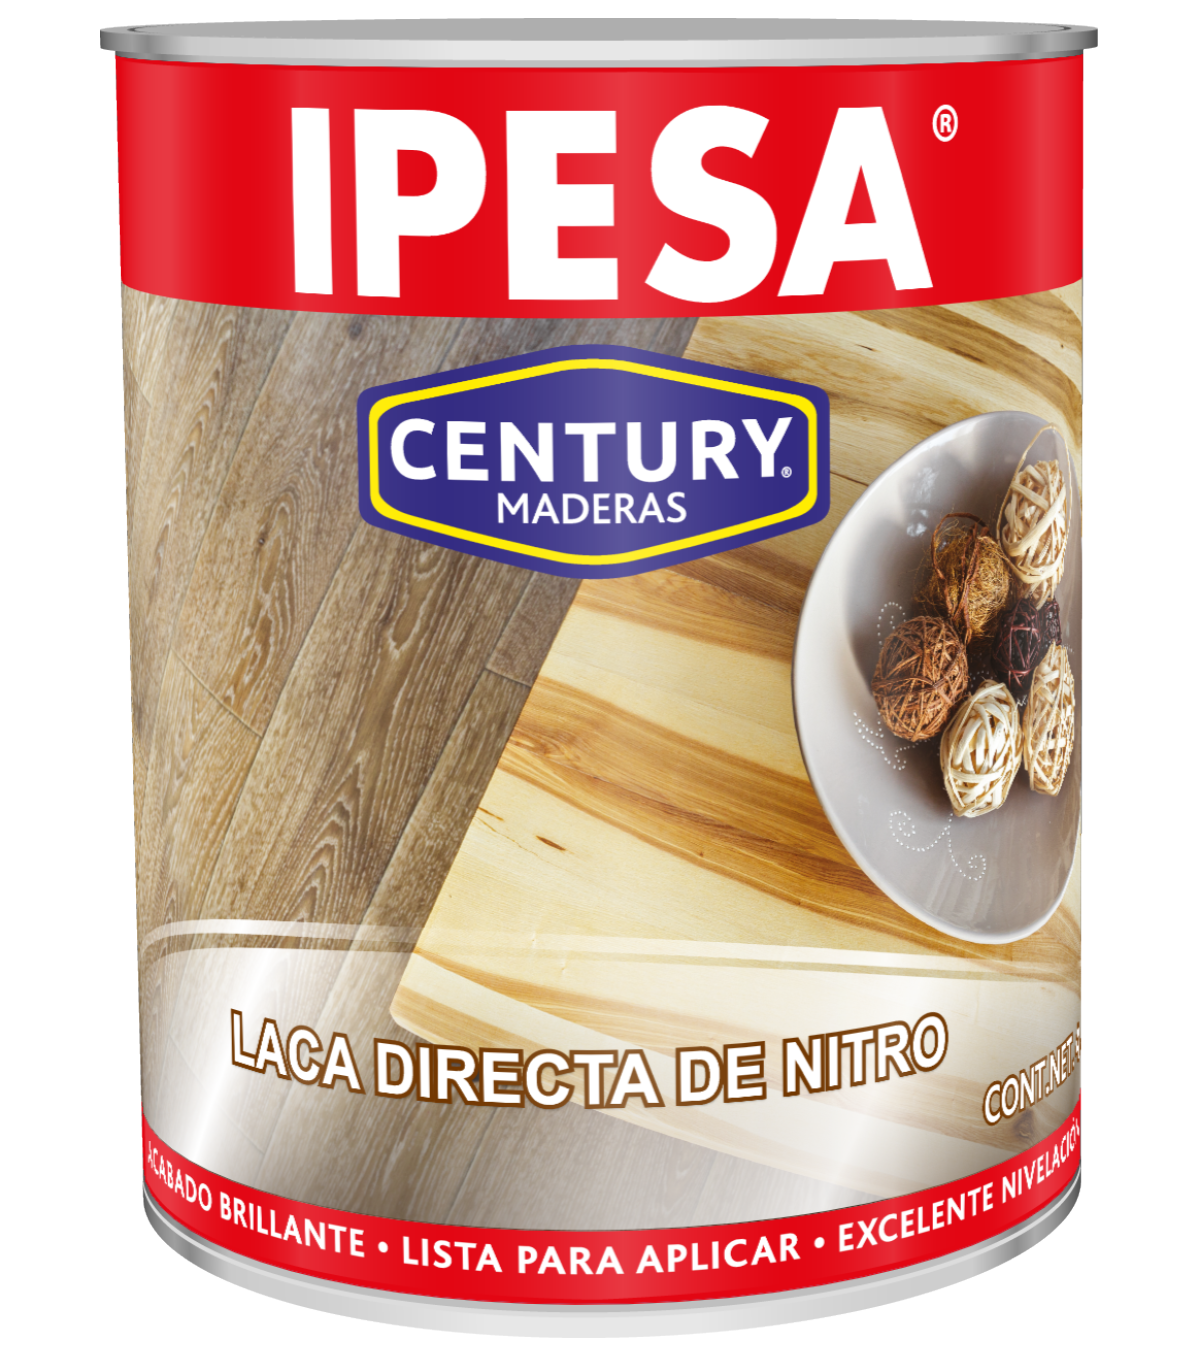 IPESA®
CENTURY®
MADERAS
LACA DIRECTA DE NITRO
CONT.NET.
ACABADO BRILLANTE • LISTA PARA APLICAR • EXCELENTE NIVELACIÓN